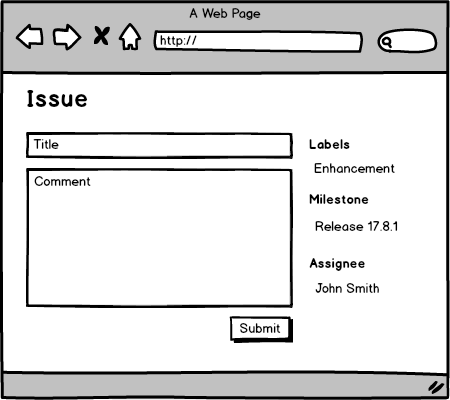 A Web Page
http://
Issue
Title
Comment
Labels
Enhancement
Milestone
Release 17.8.1
Assignee
John Smith
Submit